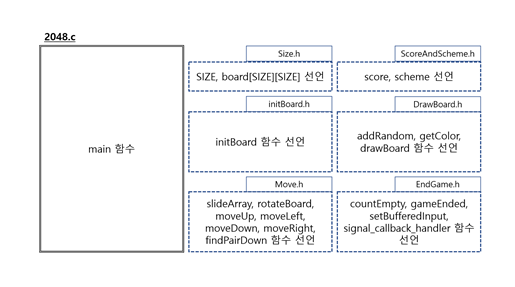 2048.c
main 함수
Size.h
SIZE, board[SIZE][SIZE] 선언
ScoreAndScheme.h
score, scheme 선언
initBoard.h
initBoard 함수 선언
DrawBoard.h
addRandom, getColor,
drawBoard 함수 선언
Move.h
slideArray, rotateBoard,
moveUp, moveLeft,
moveDown, moveRight,
findPairDown 함수 선언
EndGame.h
countEmpty, gameEnded,
setBufferedInput,
signal_callback_handler 함수
선언